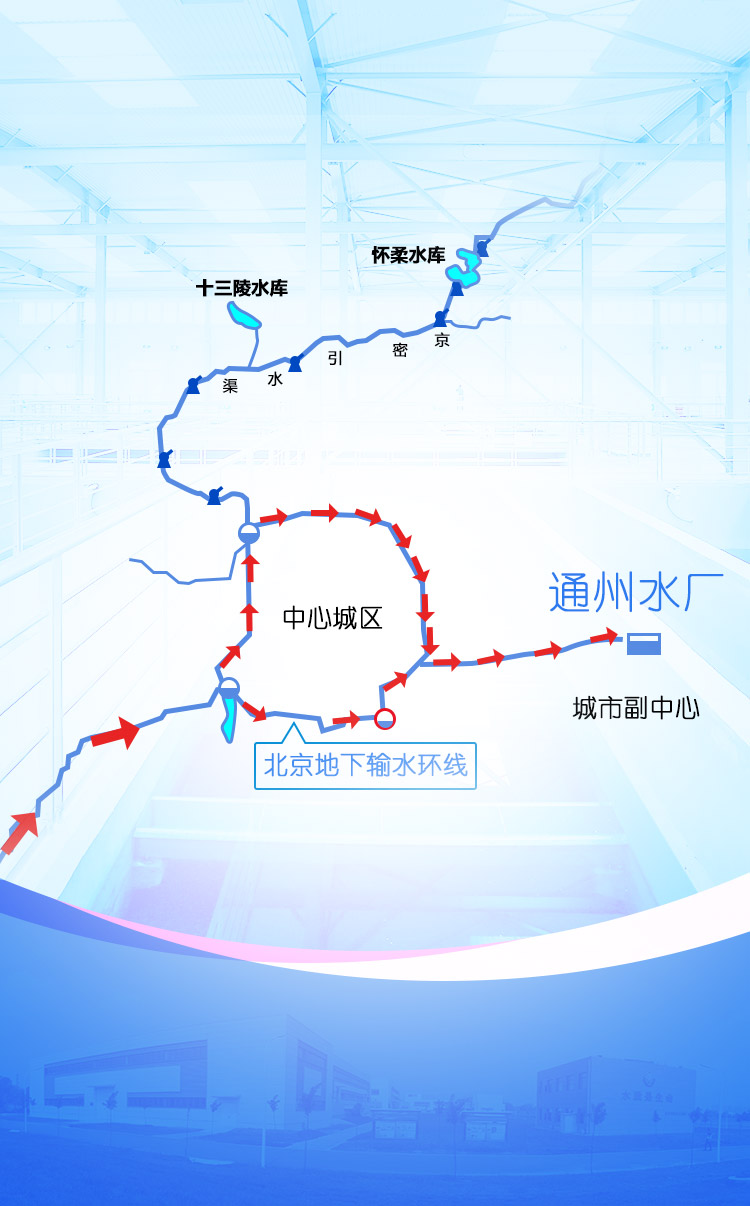 怀柔水库
十三陵水库
京
密
引
水
渠
通州水厂
中心城区
城市副中心
北京地下输水环线